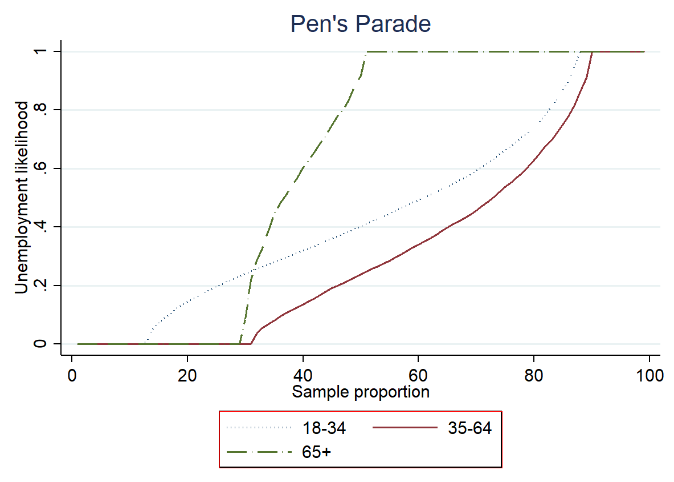 Pen's Parade
Unemployment likelihood
1
.8
.6
.4
.2
0
0 20 40 60 80 100
Sample proportion
18-34 35-64
65+